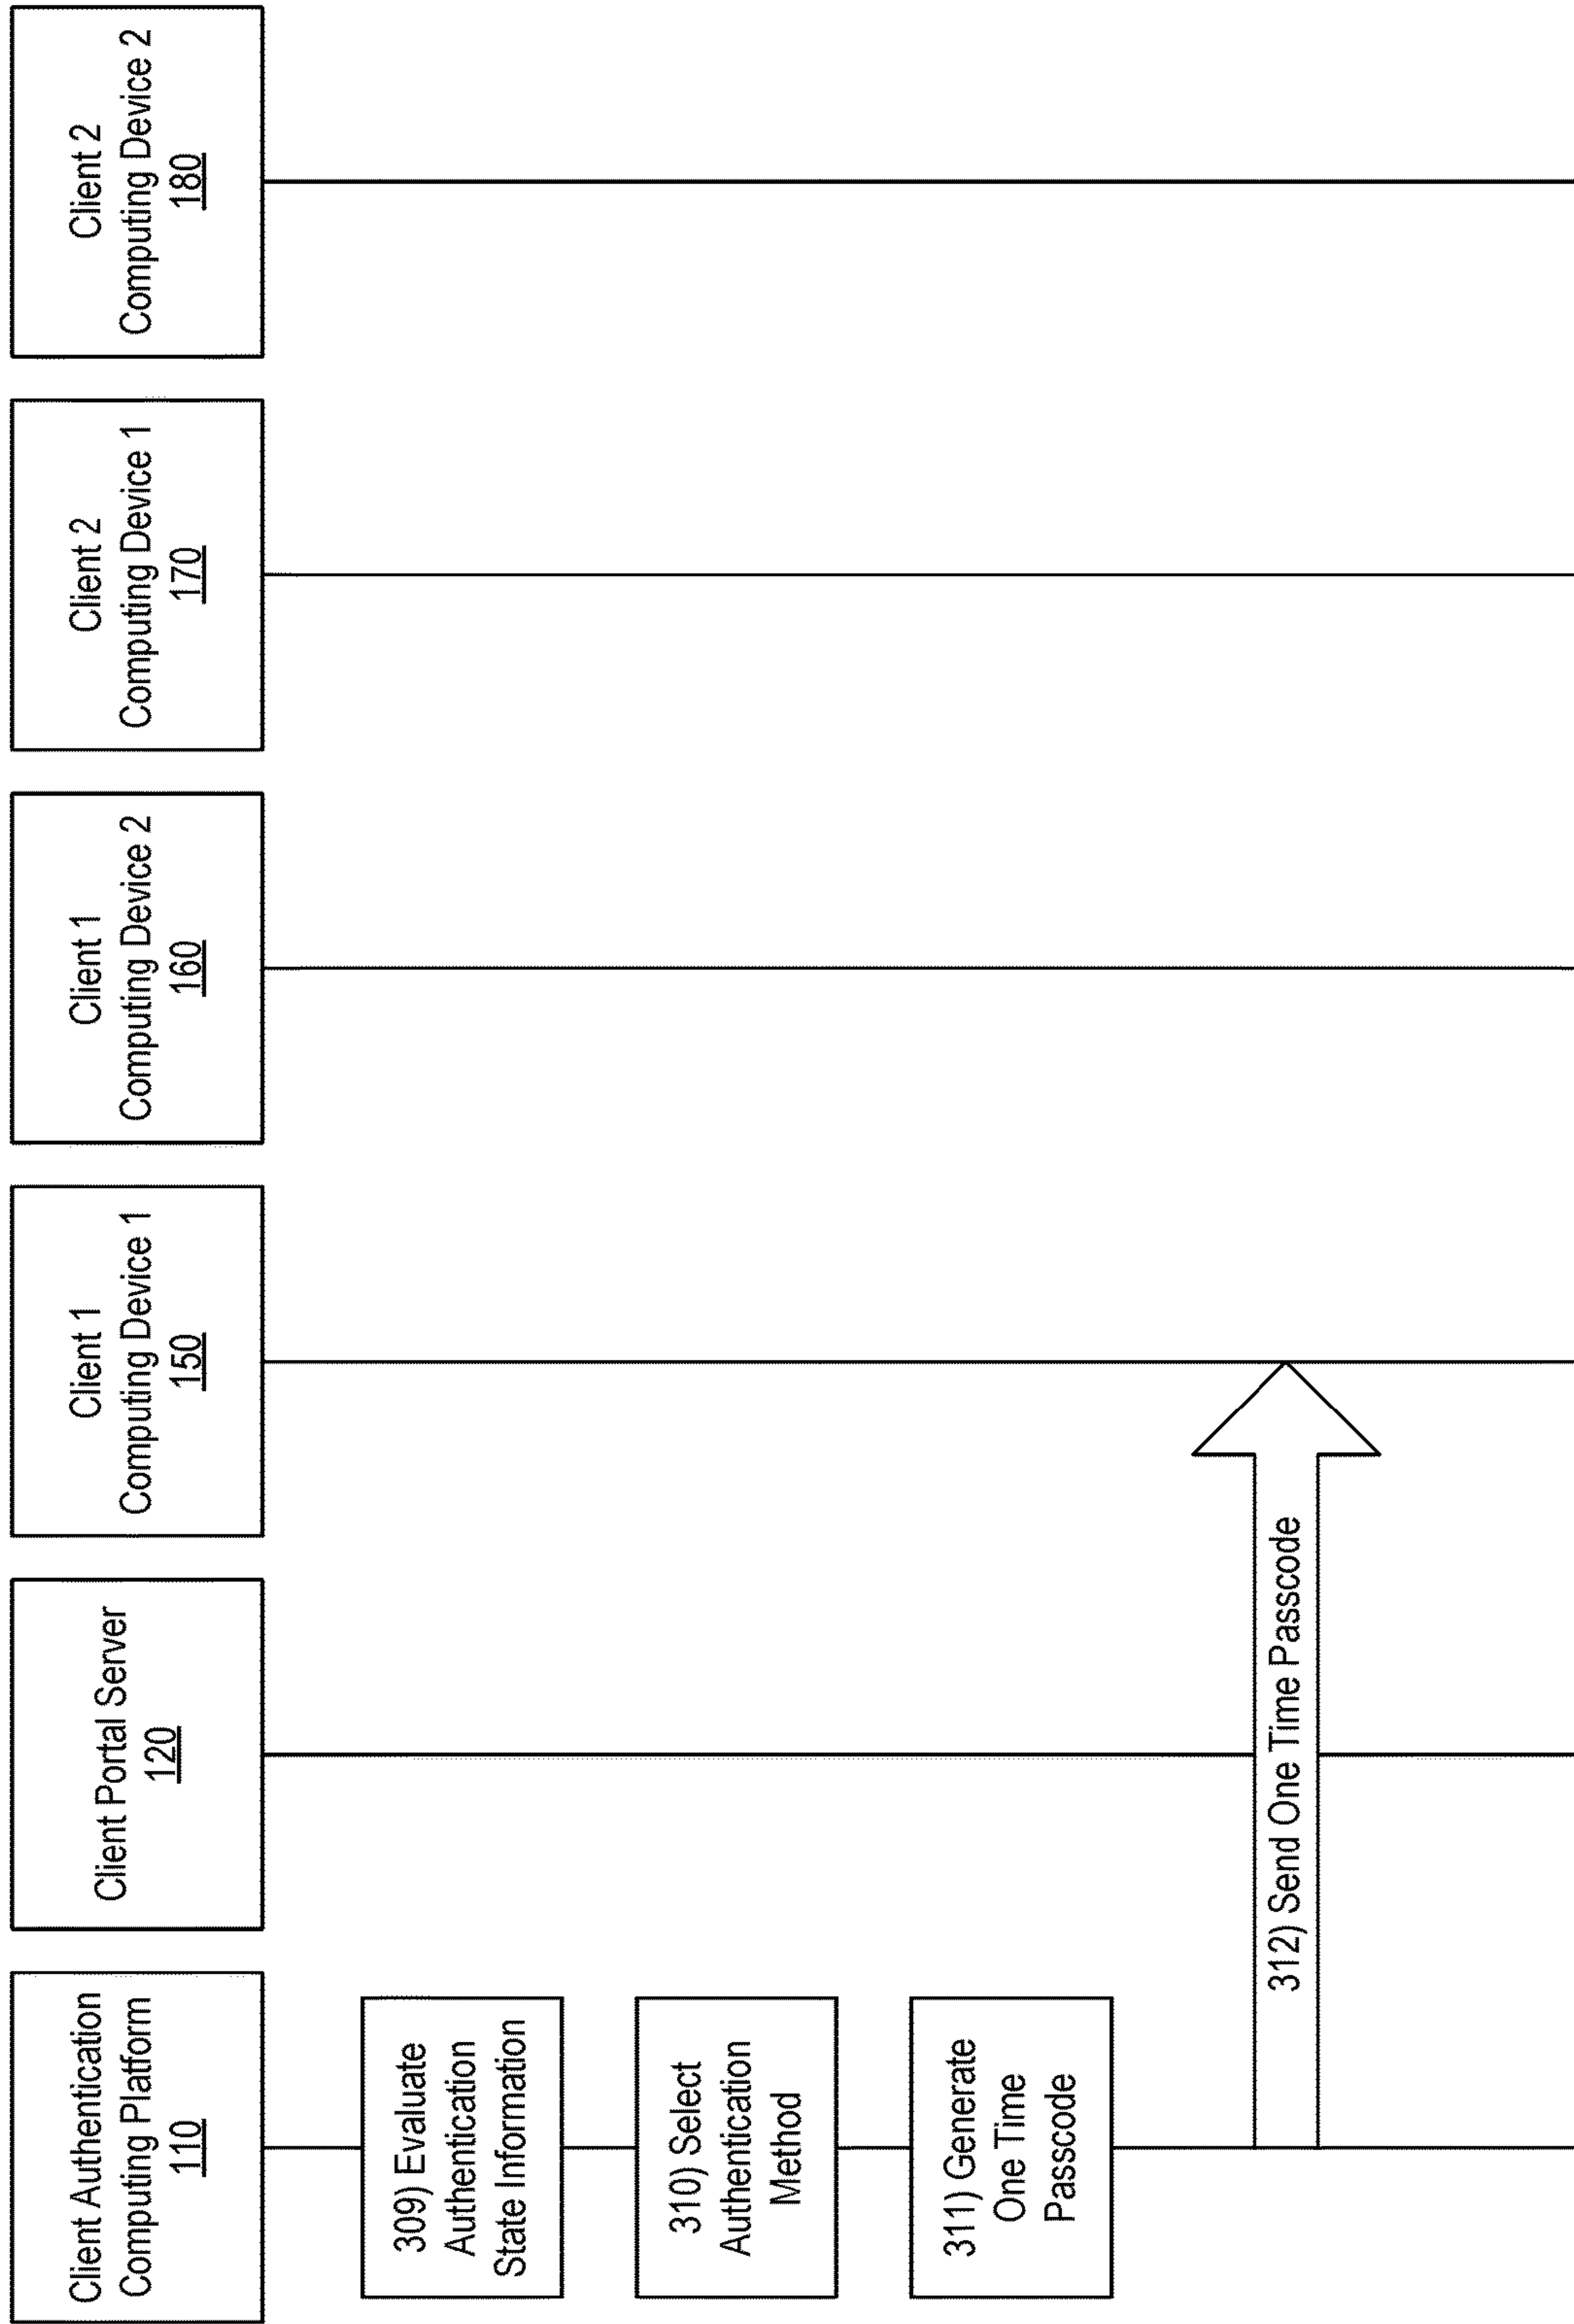 Client Authentication
Computing Platform
110
Client Portal Server
120
Client 1
Computing Device 1
150
Client 1
Computing Device 2
160
Client 2
Computing Device 1
170
Client 2
Computing Device 2
180
309) Evaluate
Authentication
State Information
310) Select
Authentication
Method
311) Generate
One Time
Passcode
312) Send One Time Passcode